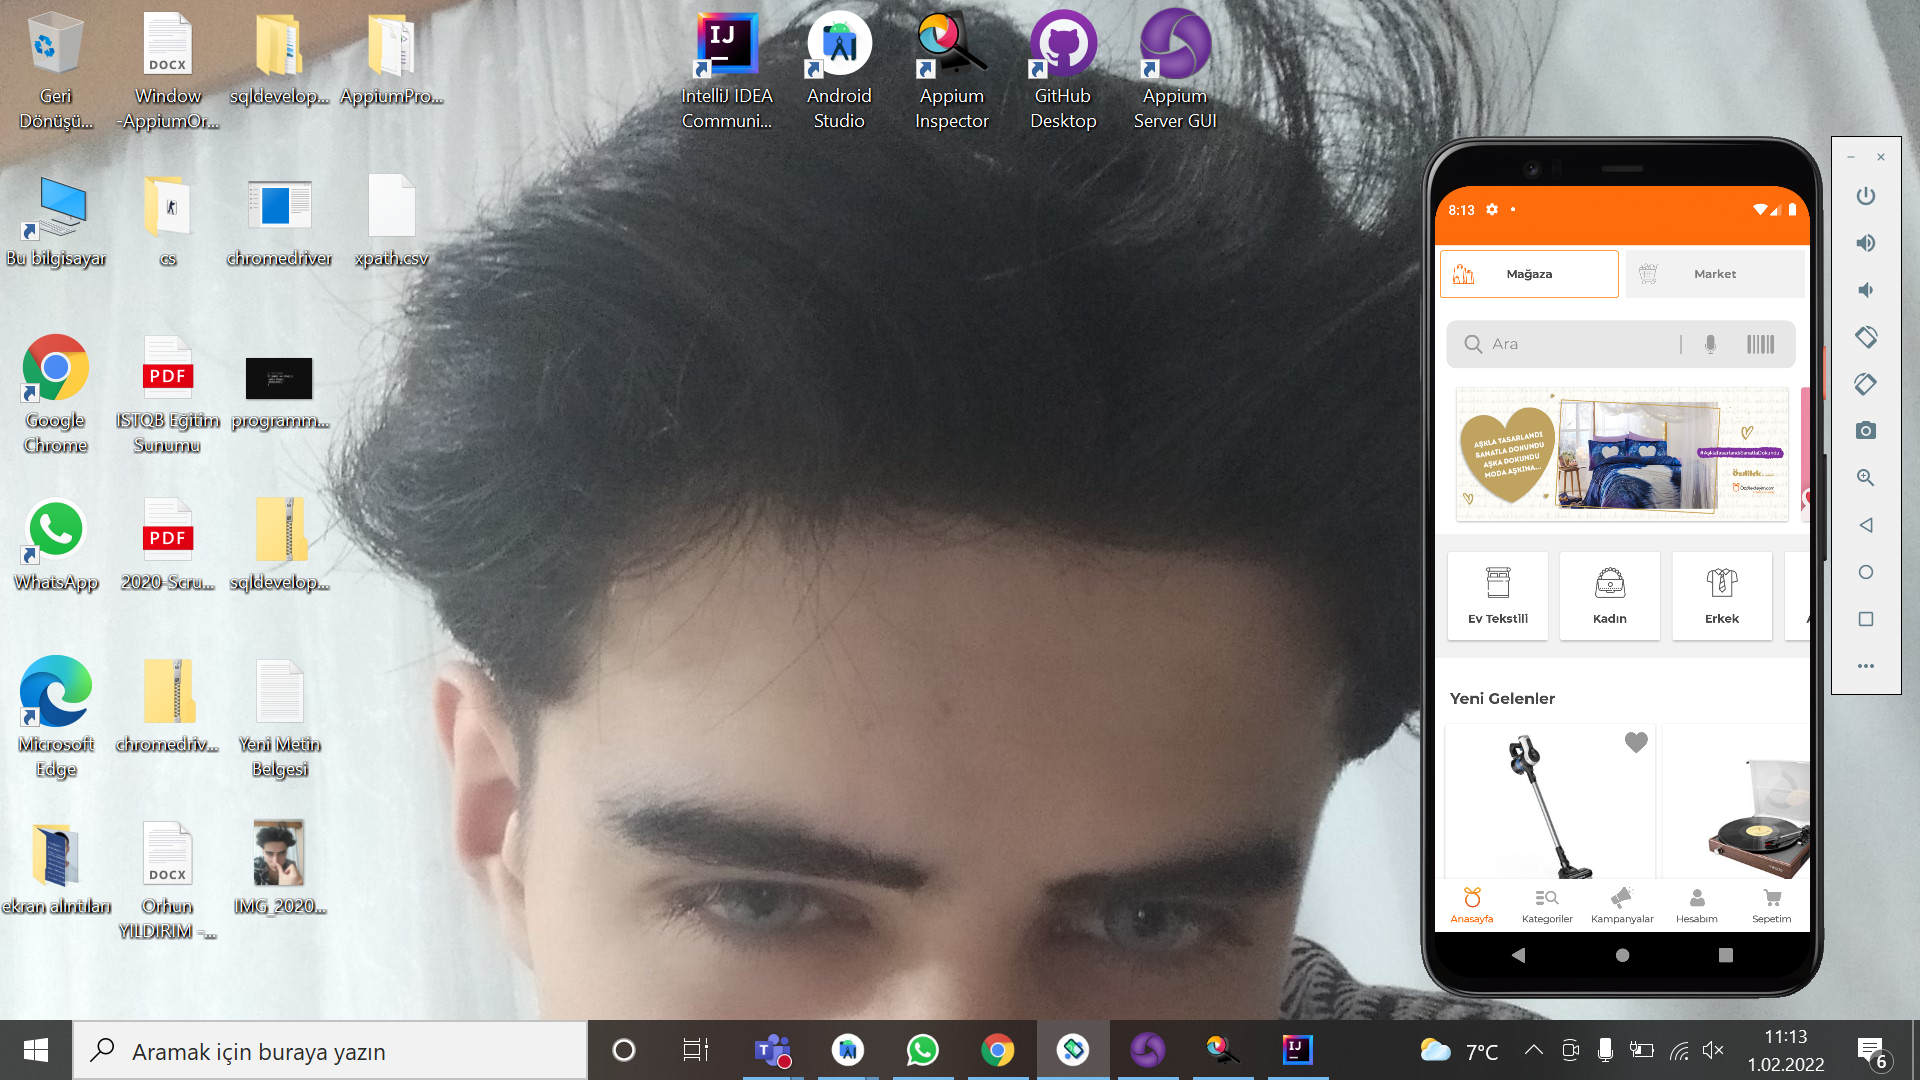 Geri
Dönüşü...
DOCX
Window
-AppiumOr...
sqldevelop...
AppiumPro...
IJ
IntelliJ IDEA
Communi...
Android
Studio
Appium
Inspector
GitHub
Desktop
Appium
Server GUI
Bu bilgisayar
cs
chromedriver
xpath.csv
Google
Chrome
PDF
ISTQB Eğitim
Sunumu
programm...
WhatsApp
PDF
2020-Scru...
sqldevelop...
Microsoft
Edge
chromedriv...
Yeni Metin
Belgesi
ekran alıntıları
DOCX
Orhun
YILDIRIM -...
IMG_2020...
8:13
Mağaza
Market
Ara
AŞKLA TASARLANDI
SANATLA DOKUNDU
AŞKA DOKUNDU
MODA AŞKINA...
#AşklaTasarlandıSanatlaDokundu
Özdilek
Ev Tekstili
Kadın
Erkek
Yeni Gelenler
Anasayfa
Kategoriler
Kampanyalar
Hesabım
Sepetim
Aramak için buraya yazın
T
IJ
7°C
11:13
1.02.2022
6